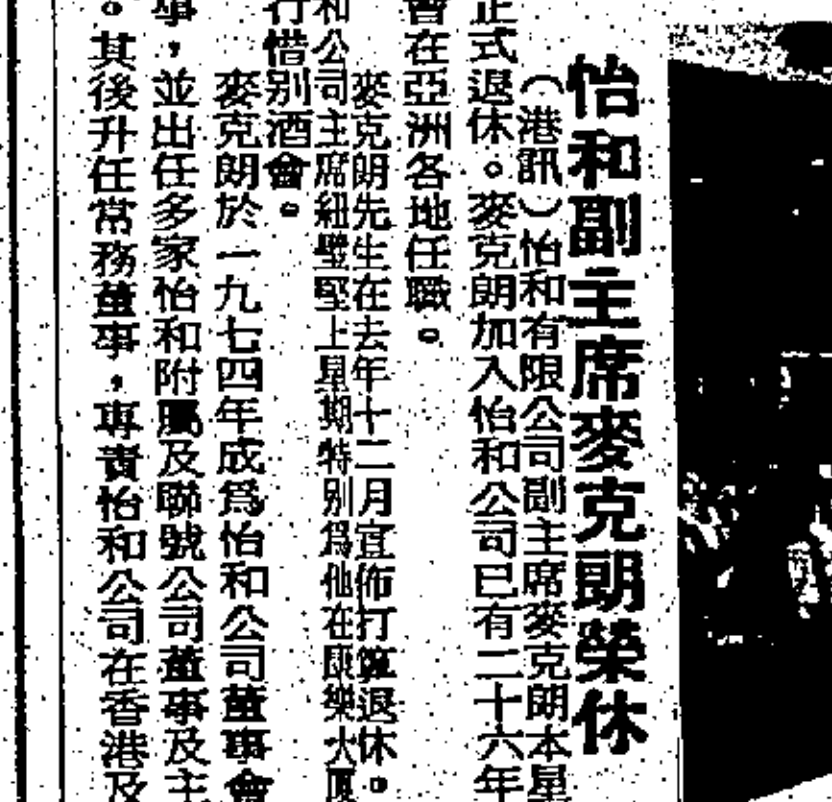 怡和副主席麥克朗榮休
（港訊）怡和有限公司副主席麥克朗本星
正式退休。麥克朗加入怡和公司已有二十六年
會在亞洲各地任職。
麥克朗先生在去年十二月宣佈打算退休。
和公司主席紐璧堅上星期特別爲他在康樂大厦
行惜別酒會。
麥克朗於一九七四年成爲怡和公司董事會
事，並出任多家怡和附屬及聯號公司董事及主
。其後升任常務董事，專責怡和公司在香港及